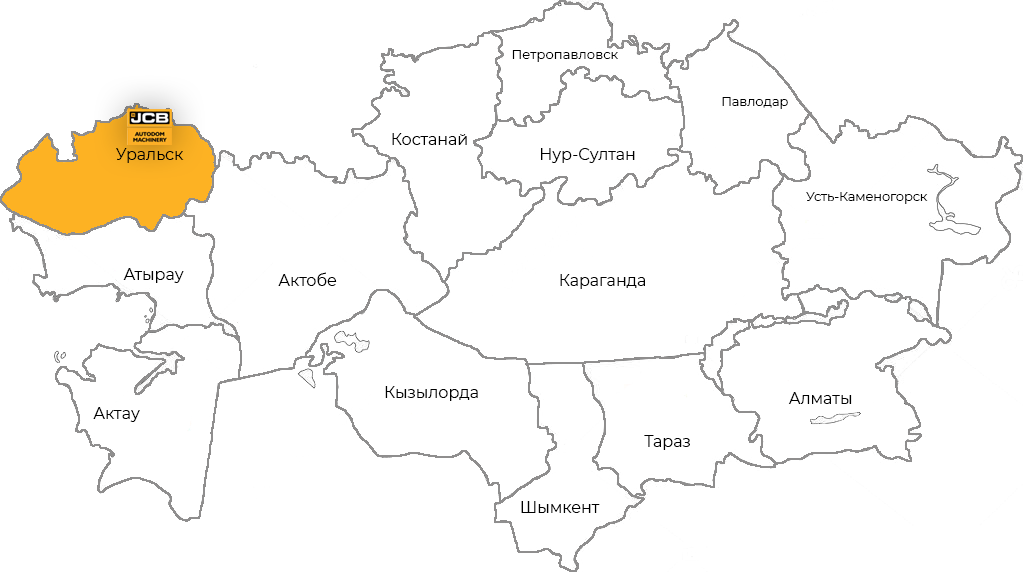 Петропавловск
Павлодар
JCB
AUTODOM
MACHINERY
Костанай
Уральск
Нур-Султан
Усть-Каменогорск
Атырау
Актобе
Караганда
Кызылорда
Алматы
Актау
Тараз
Шымкент